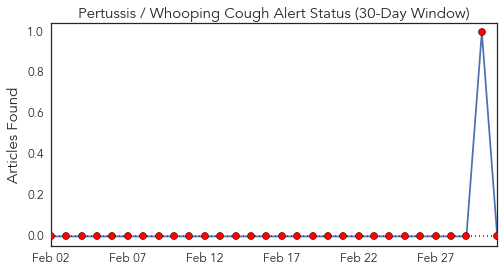 Pertussis / Whooping Cough Alert Status (30-Day Window)
Articles Found
1.0
0.8
0.6
0.4
0.2
0.0
Feb 02 Feb 07 Feb 12 Feb 17 Feb 22 Feb 27